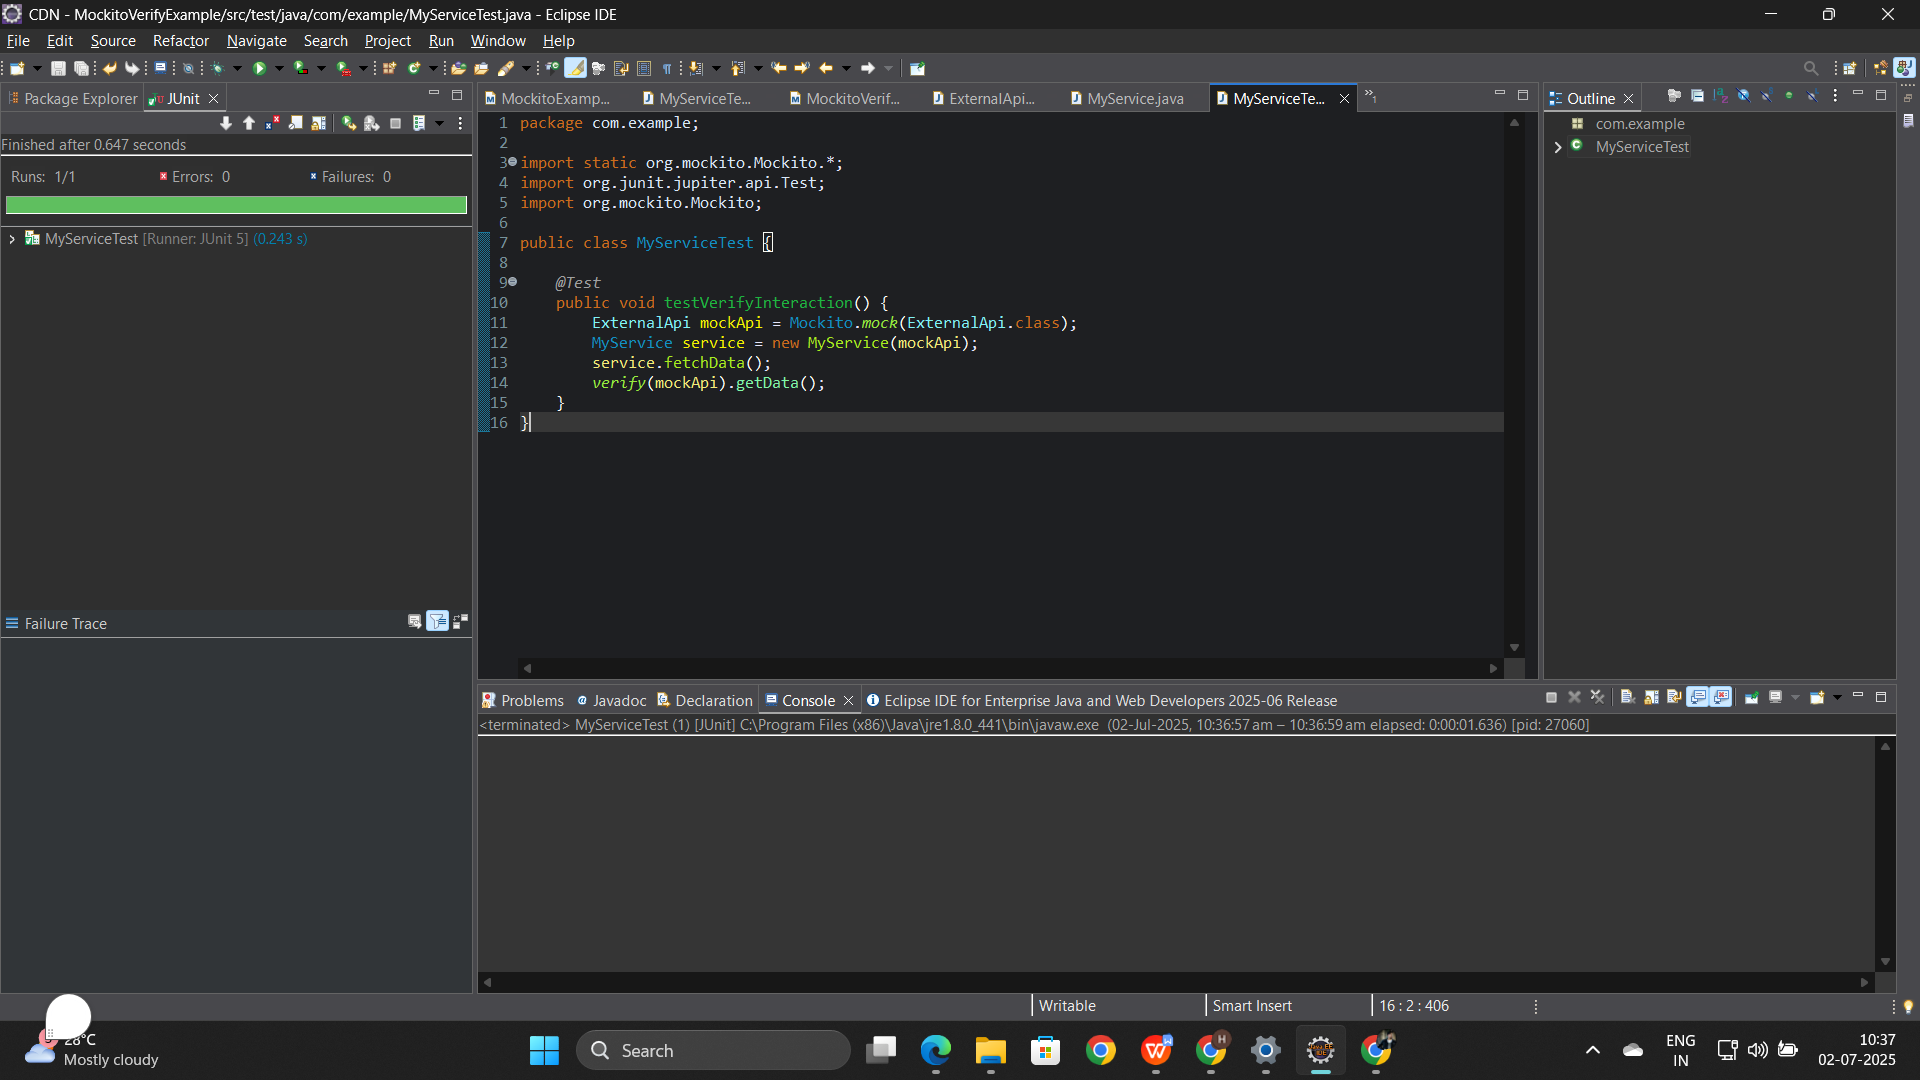 CDN - MockitoVerifyExample/src/test/java/com/example/MyServiceTest.java - Eclipse IDE
File Edit Source Refactor Navigate Search Project Run Window Help
Package Explorer JUnit
Finished after 0.647 seconds
Runs: 1/1 Errors: 0 Failures: 0
MyServiceTest [Runner: JUnit 5] (0.243 s)
Failure Trace
MockitoExamp... MyServiceTe... MockitoVerif... ExternalApi... MyService.java MyServiceTe... »1
1 package com.example;
2
3 import static org.mockito.Mockito.*;
4 import org.junit.jupiter.api.Test;
5 import org.mockito.Mockito;
6
7 public class MyServiceTest {
8
9 @Test
10 public void testVerifyInteraction() {
11 ExternalApi mockApi = Mockito.mock(ExternalApi.class);
12 MyService service = new MyService(mockApi);
13 service.fetchData();
14 verify(mockApi).getData();
15 }
16 }
Outline
com.example
MyServiceTest
Problems Javadoc Declaration Console Eclipse IDE for Enterprise Java and Web Developers 2025-06 Release
<terminated> MyServiceTest (1) [JUnit] C:\Program Files (x86)\Java\jre1.8.0_441\bin\javaw.exe (02-Jul-2025, 10:36:57 am – 10:36:59 am elapsed: 0:00:01.636) [pid: 27060]
Writable Smart Insert 16 : 2 : 406
28°C
Mostly cloudy
Search
ENG
IN
10:37
02-07-2025